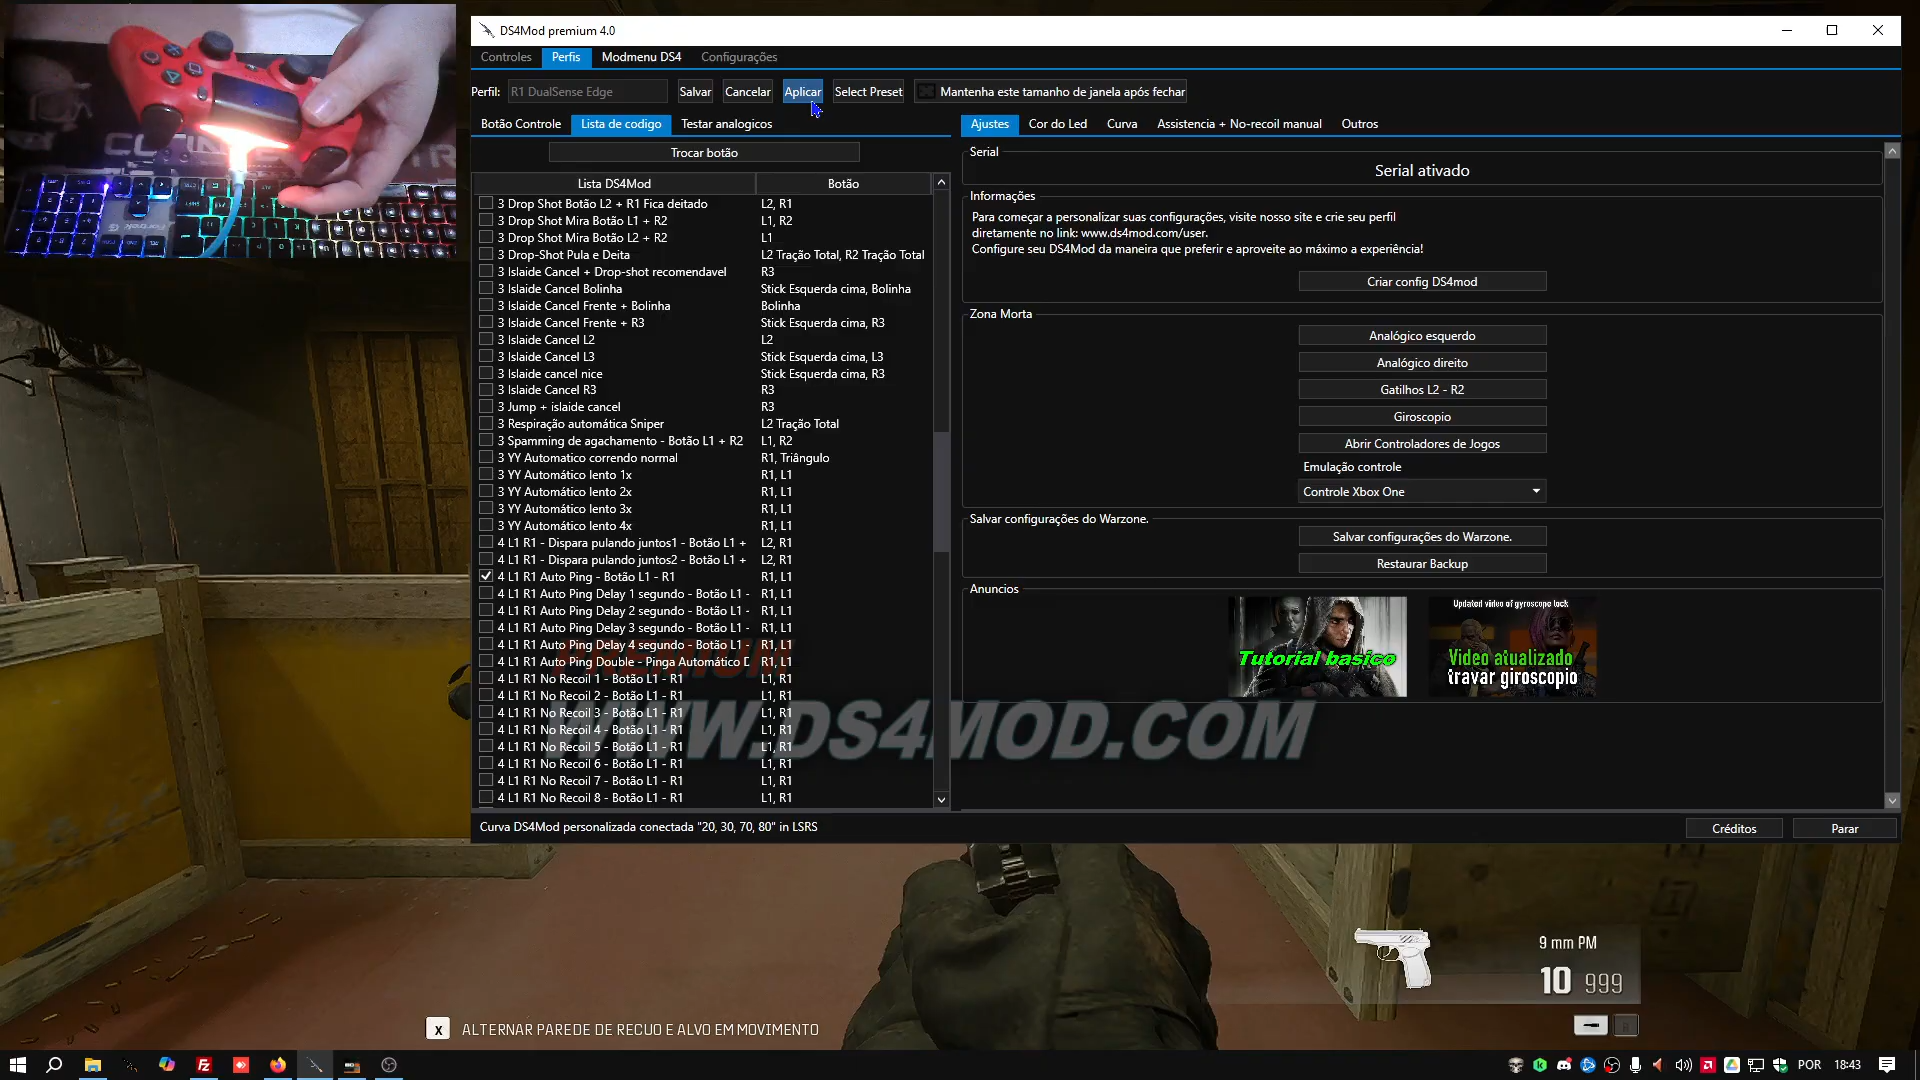 DS4Mod premium 4.0
Controles Perfis Modmenu DS4 Configurações
Perfil: R1 DualSense Edge Salvar Cancelar Aplicar Select Preset Mantenha este tamanho de janela após fechar
Botão Controle Lista de codigo Testar analogicos
Trocar botão
Lista DS4Mod Botão
3 Drop Shot Botão L2 + R1 Fica deitado L2, R1
3 Drop Shot Mira Botão L1 + R2 L1, R2
3 Drop Shot Mira Botão L2 + R2 L1
3 Drop-Shot Pula e Deita L2 Tração Total, R2 Tração Total
3 Islaide Cancel + Drop-shot recomendavel R3
3 Islaide Cancel Bolinha Stick Esquerda cima, Bolinha
3 Islaide Cancel Frente + Bolinha Bolinha
3 Islaide Cancel Frente + R3 Stick Esquerda cima, R3
3 Islaide Cancel L2 L2
3 Islaide Cancel L3 Stick Esquerda cima, L3
3 Islaide cancel nice Stick Esquerda cima, R3
3 Islaide Cancel R3 R3
3 Jump + islaide cancel R3
3 Respiração automática Sniper L2 Tração Total
3 Spamming de agachamento - Botão L1 + R2 L1, R2
3 YY Automatico correndo normal R1, Triângulo
3 YY Automático lento 1x R1, L1
3 YY Automático lento 2x R1, L1
3 YY Automático lento 3x R1, L1
3 YY Automático lento 4x R1, L1
4 L1 R1 - Dispara pulando juntos1 - Botão L1 + L2, R1
4 L1 R1 - Dispara pulando juntos2 - Botão L1 + L2, R1
4 L1 R1 Auto Ping - Botão L1 - R1 R1, L1
4 L1 R1 Auto Ping Delay 1 segundo - Botão L1 - R1, L1
4 L1 R1 Auto Ping Delay 2 segundo - Botão L1 - R1, L1
4 L1 R1 Auto Ping Delay 3 segundo - Botão L1 - R1, L1
4 L1 R1 Auto Ping Delay 4 segundo - Botão L1 - R1, L1
4 L1 R1 Auto Ping Double - Pinga Automático D R1, L1
4 L1 R1 No Recoil 1 - Botão L1 - R1 L1, R1
4 L1 R1 No Recoil 2 - Botão L1 - R1 L1, R1
4 L1 R1 No Recoil 3 - Botão L1 - R1 L1, R1
4 L1 R1 No Recoil 4 - Botão L1 - R1 L1, R1
4 L1 R1 No Recoil 5 - Botão L1 - R1 L1, R1
4 L1 R1 No Recoil 6 - Botão L1 - R1 L1, R1
4 L1 R1 No Recoil 7 - Botão L1 - R1 L1, R1
4 L1 R1 No Recoil 8 - Botão L1 - R1 L1, R1
PREMIUM
WWW.DS4MOD.COM
Curva DS4Mod personalizada conectada "20, 30, 70, 80" in LSRS
Ajustes Cor do Led Curva Assistencia + No-recoil manual Outros
Serial
Serial ativado
Informações
Para começar a personalizar suas configurações, visite nosso site e crie seu perfil
diretamente no link: www.ds4mod.com/user.
Configure seu DS4Mod da maneira que preferir e aproveite ao máximo a experiência!
Criar config DS4mod
Zona Morta
Analógico esquerdo
Analógico direito
Gatilhos L2 - R2
Giroscopio
Abrir Controladores de Jogos
Emulação controle
Controle Xbox One
Salvar configurações do Warzone.
Salvar configurações do Warzone.
Restaurar Backup
Anuncios
Tutorial basico
Updated video of gyroscope lock
Video atualizado
travar giroscopio
Créditos Parar
9 mm PM
10 999
X ALTERNAR PAREDE DE RECUO E ALVO EM MOVIMENTO
POR 18:43